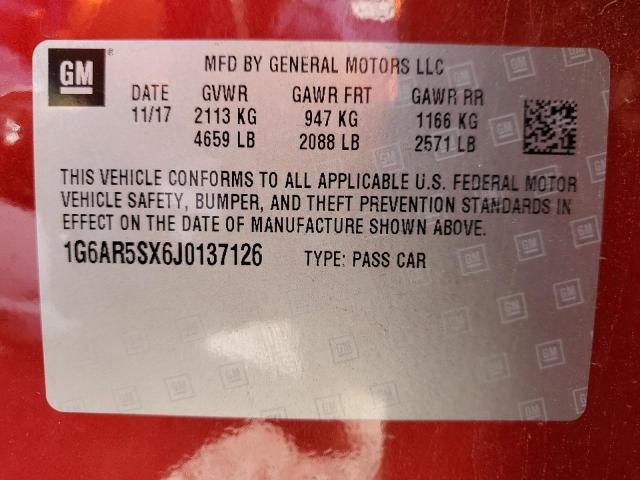 GM
MFD BY GENERAL MOTORS LLC
DATE GVWR GAWR FRT GAWR RR
11/17 2113 KG 947 KG 1166 KG
4659 LB 2088 LB 2571 LB
THIS VEHICLE CONFORMS TO ALL APPLICABLE U.S. FEDERAL MOTOR
VEHICLE SAFETY, BUMPER, AND THEFT PREVENTION STANDARDS IN
EFFECT ON THE DATE OF MANUFACTURE SHOWN ABOVE.
1G6AR5SX6J0137126 TYPE: PASS CAR